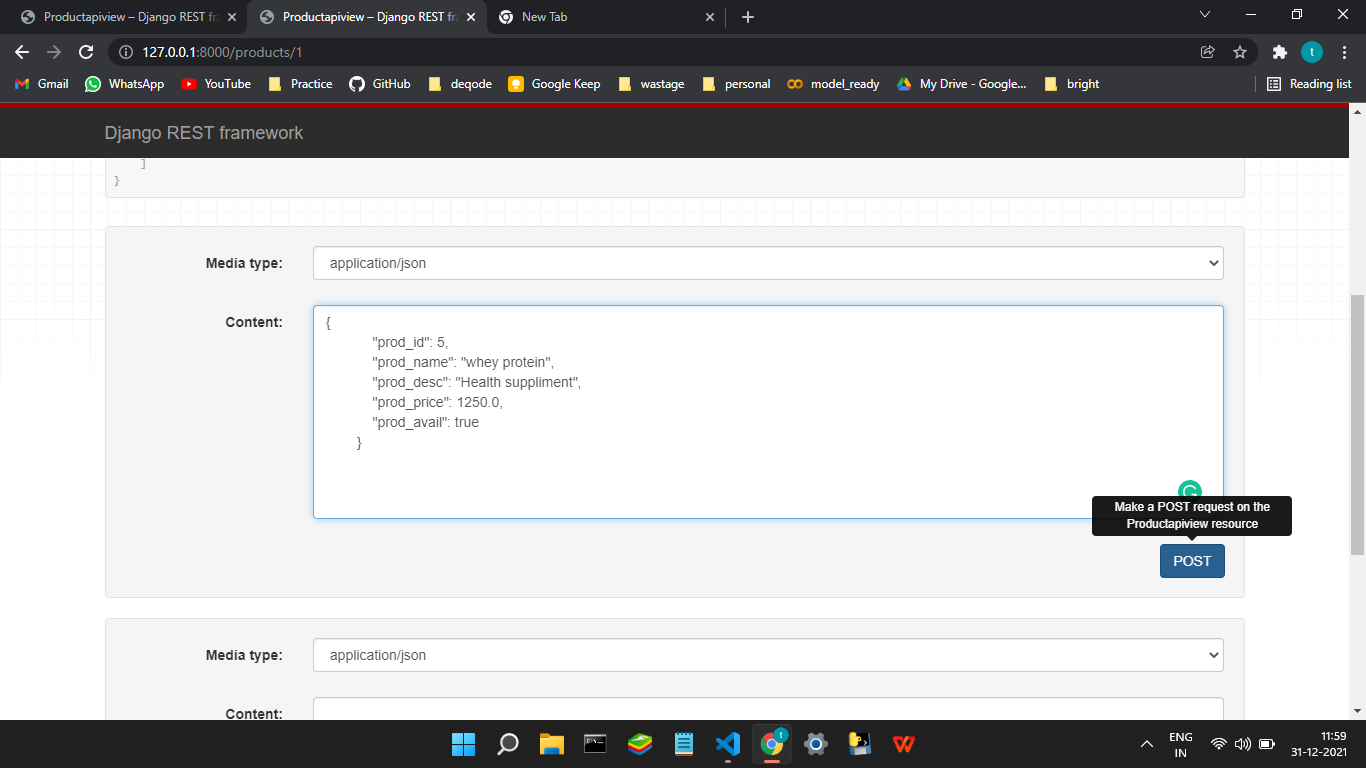 Productapiview – Django REST fr
Productapiview – Django REST fr
New Tab
127.0.0.1:8000/products/1
t
Gmail
WhatsApp
YouTube
Practice
GitHub
deqode
Google Keep
wastage
personal
model_ready
My Drive - Google...
bright
Reading list
Django REST framework
]
}
Media type:
application/json
Content:
{
"prod_id": 5,
"prod_name": "whey protein",
"prod_desc": "Health suppliment",
"prod_price": 1250.0,
"prod_avail": true
}
Make a POST request on the
Productapiview resource
POST
Media type:
application/json
Content:
t
ENG
IN
11:59
31-12-2021